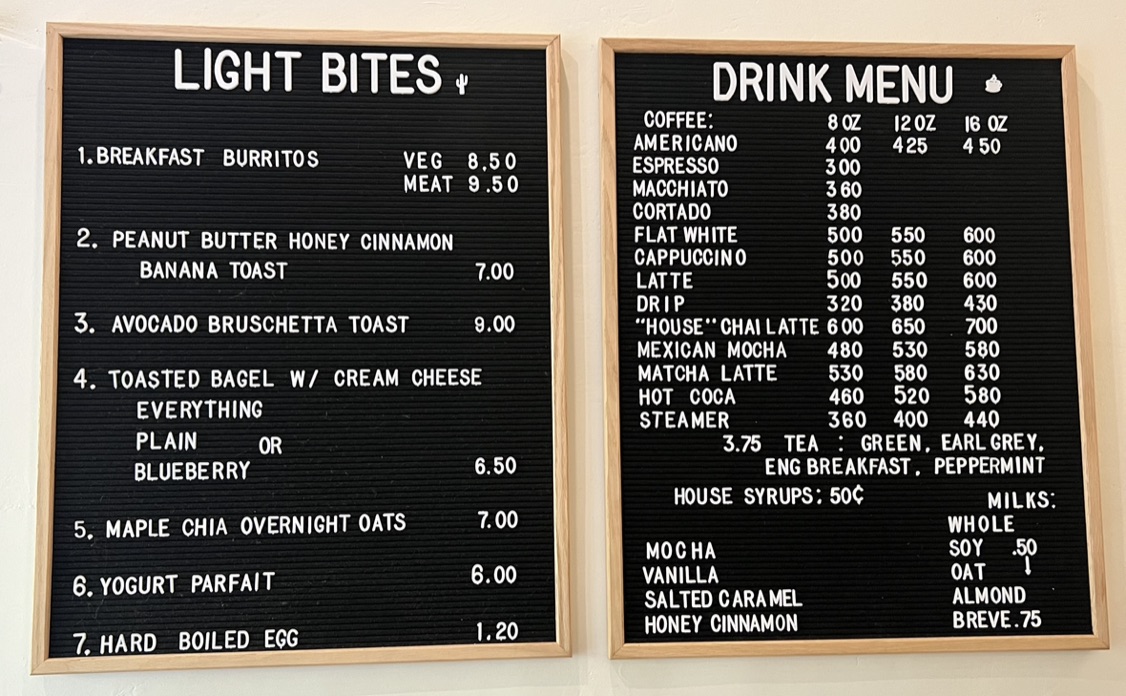 LIGHT BITES
1. BREAKFAST BURRITOS VEG 8.50
MEAT 9.50
2. PEANUT BUTTER HONEY CINNAMON
BANANA TOAST 7.00
3. AVOCADO BRUSCHETTA TOAST 9.00
4. TOASTED BAGEL W/ CREAM CHEESE
EVERYTHING
PLAIN OR
BLUEBERRY 6.50
5. MAPLE CHIA OVERNIGHT OATS 7.00
6. YOGURT PARFAIT 6.00
7. HARD BOILED EGG 1.20
DRINK MENU
COFFEE: 8 OZ 12 OZ 16 OZ
AMERICANO 400 425 450
ESPRESSO 300
MACCHIATO 360
CORTADO 380
FLAT WHITE 500 550 600
CAPPUCCINO 500 550 600
LATTE 500 550 600
DRIP 320 380 430
"HOUSE" CHAI LATTE 600 650 700
MEXICAN MOCHA 480 530 580
MATCHA LATTE 530 580 630
HOT COCA 460 520 580
STEAMER 360 400 440
3.75 TEA : GREEN, EARL GREY,
ENG BREAKFAST, PEPPERMINT
HOUSE SYRUPS: 50¢
MOCHA
VANILLA
SALTED CARAMEL
HONEY CINNAMON
MILKS:
WHOLE
SOY .50
OAT ↓
ALMOND
BREVE .75